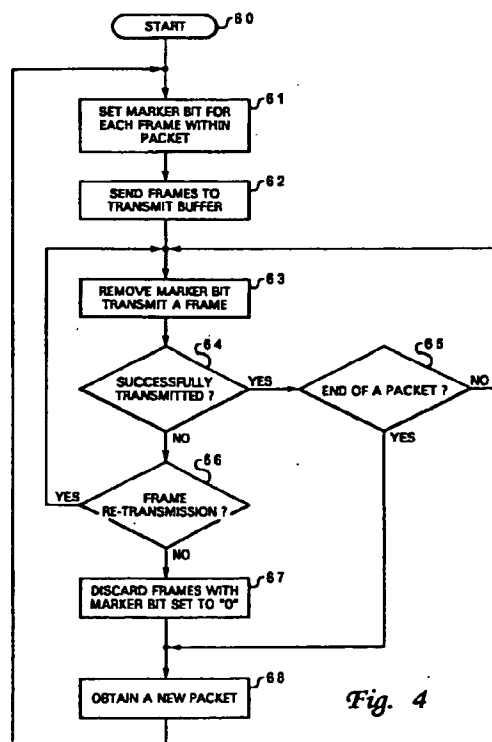 START
60
61
SET MARKER BIT FOR
EACH FRAME WITHIN
PACKET
62
SEND FRAMES TO
TRANSMIT BUFFER
63
REMOVE MARKER BIT
TRANSMIT A FRAME
64
SUCCESSFULLY
TRANSMITTED ?
YES
NO
65
END OF A PACKET ?
NO
YES
66
FRAME
RE-TRANSMISSION ?
YES
NO
67
DISCARD FRAMES WITH
MARKER BIT SET TO "0"
68
OBTAIN A NEW PACKET
Fig. 4